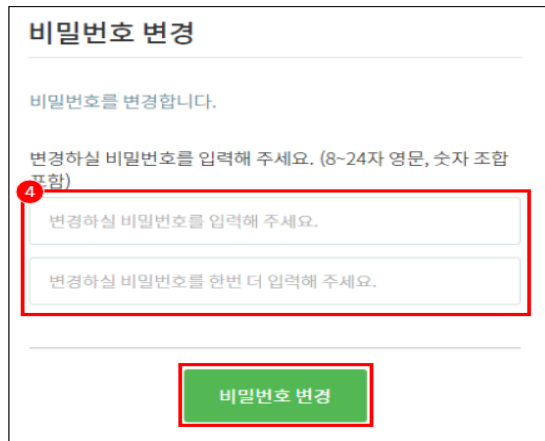 비밀번호 변경
비밀번호를 변경합니다.
변경하실 비밀번호를 입력해 주세요. (8~24자 영문, 숫자 조합
포함)
4
변경하실 비밀번호를 입력해 주세요.
변경하실 비밀번호를 한번 더 입력해 주세요.
비밀번호 변경